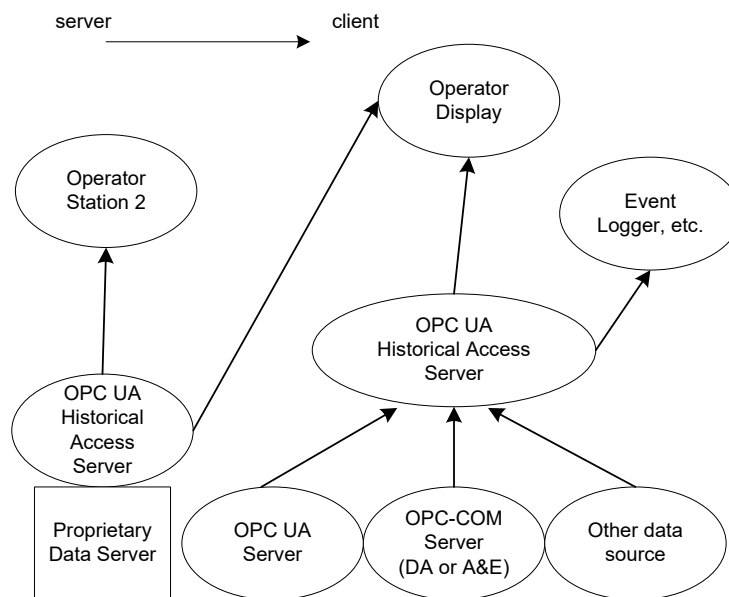 server
client
Operator
Display
Operator
Station 2
Event
Logger, etc.
OPC UA
Historical Access
Server
OPC UA
Historical
Access
Server
Proprietary
Data Server
OPC UA
Server
OPC-COM
Server
(DA or A&E)
Other data
source